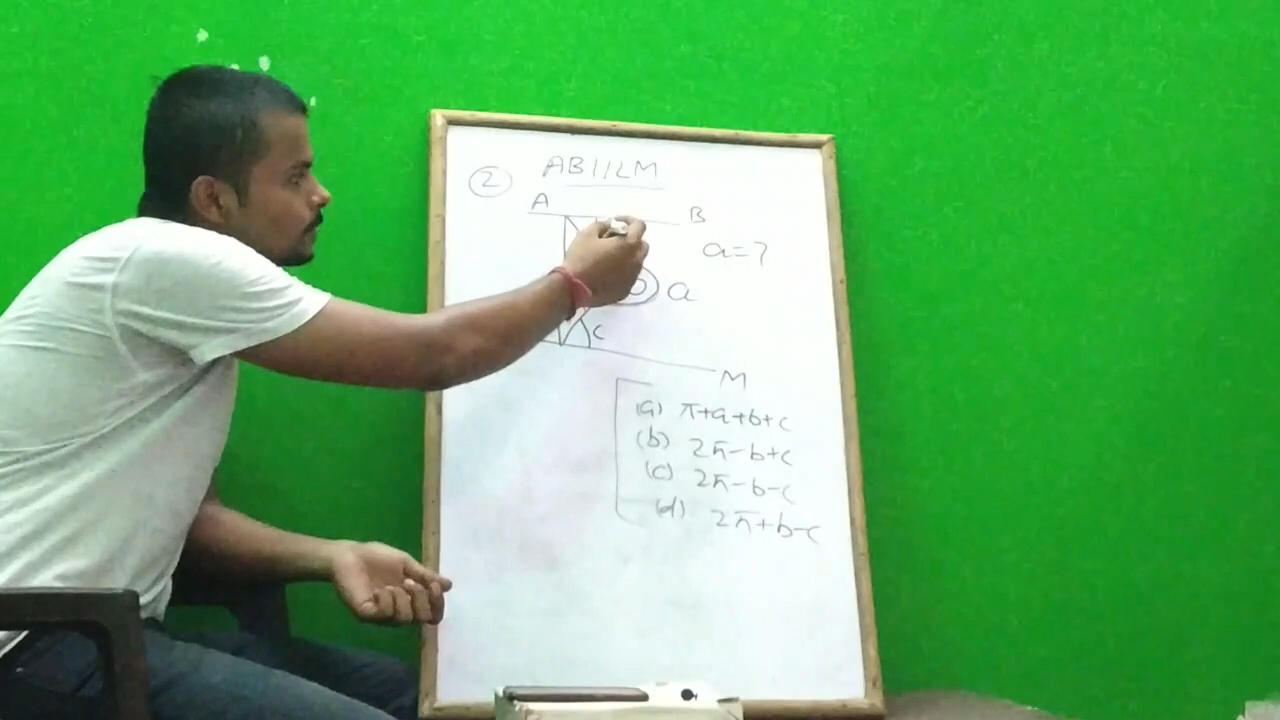 2 AB||LM
A B
a=?
a
c
M
(a) π+a+b+c
(b) 2π-b+c
(c) 2π-b-c
(d) 2π+b-c